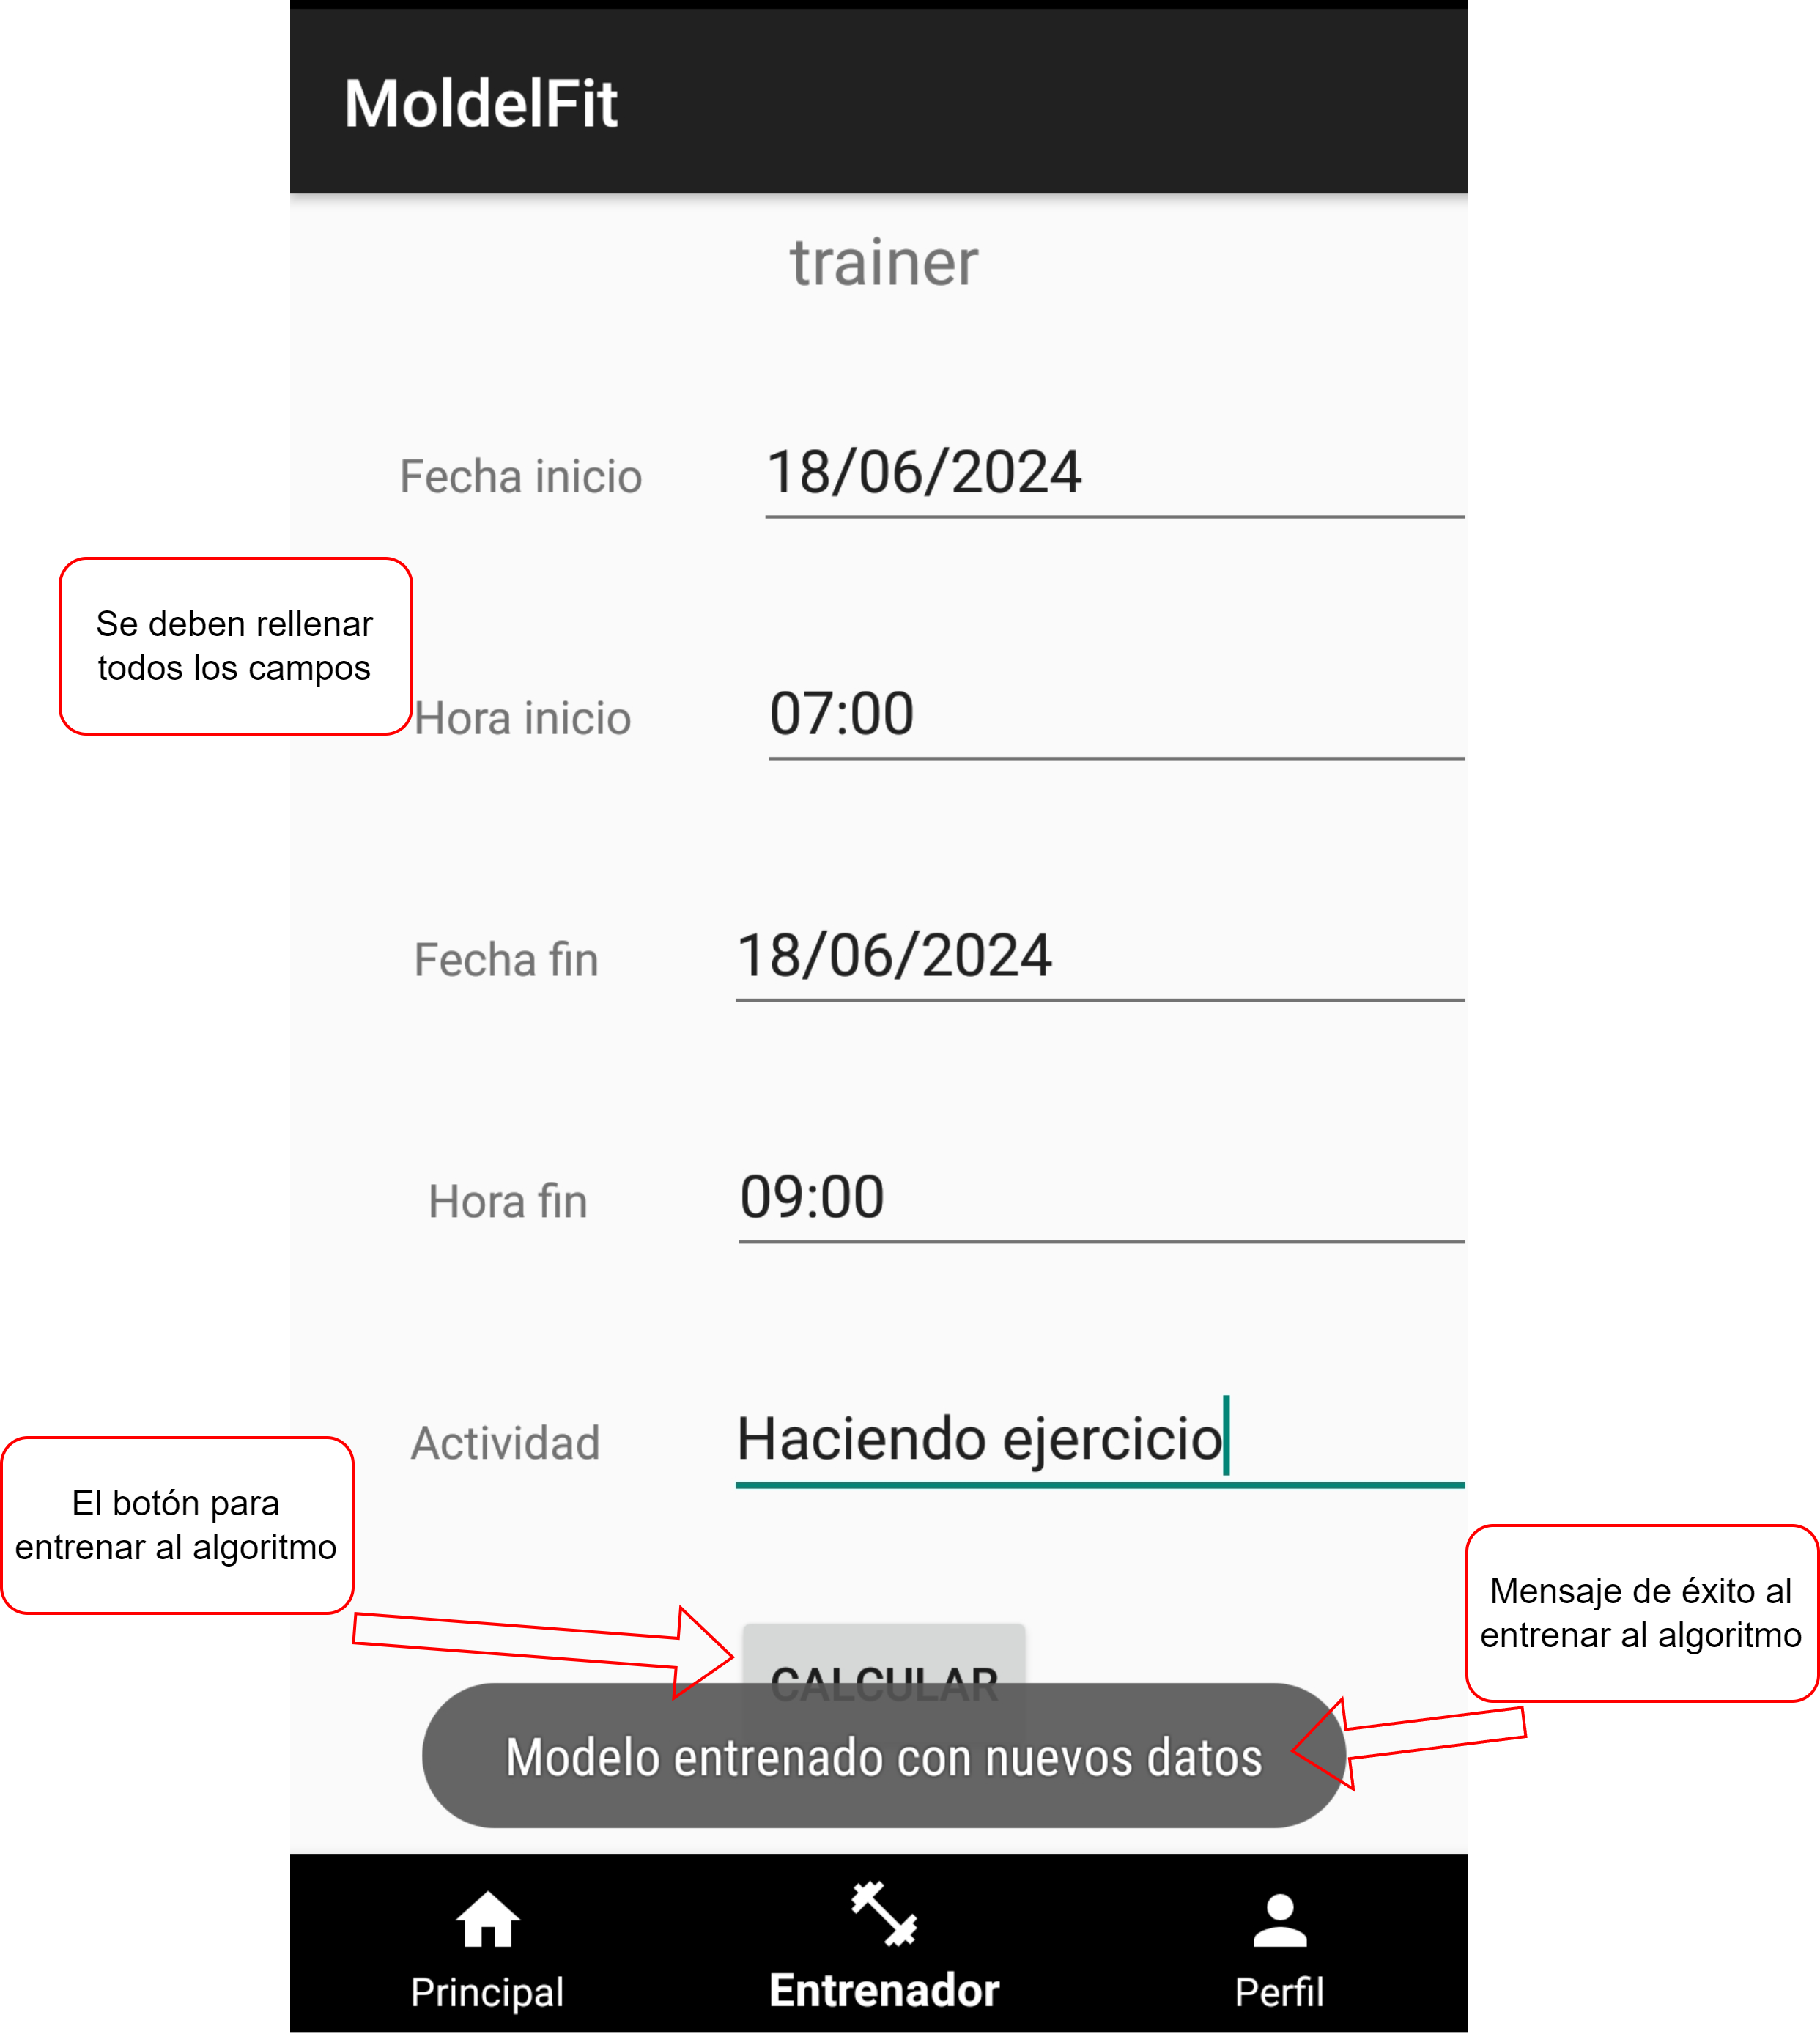 MoldelFit
trainer
Fecha inicio
18/06/2024
Se deben rellenar
todos los campos
Hora inicio
07:00
Fecha fin
18/06/2024
Hora fin
09:00
Actividad
Haciendo ejercicio
El botón para
entrenar al algoritmo
Mensaje de éxito al
entrenar al algoritmo
CALCULAR
Modelo entrenado con nuevos datos
Principal
Entrenador
Perfil